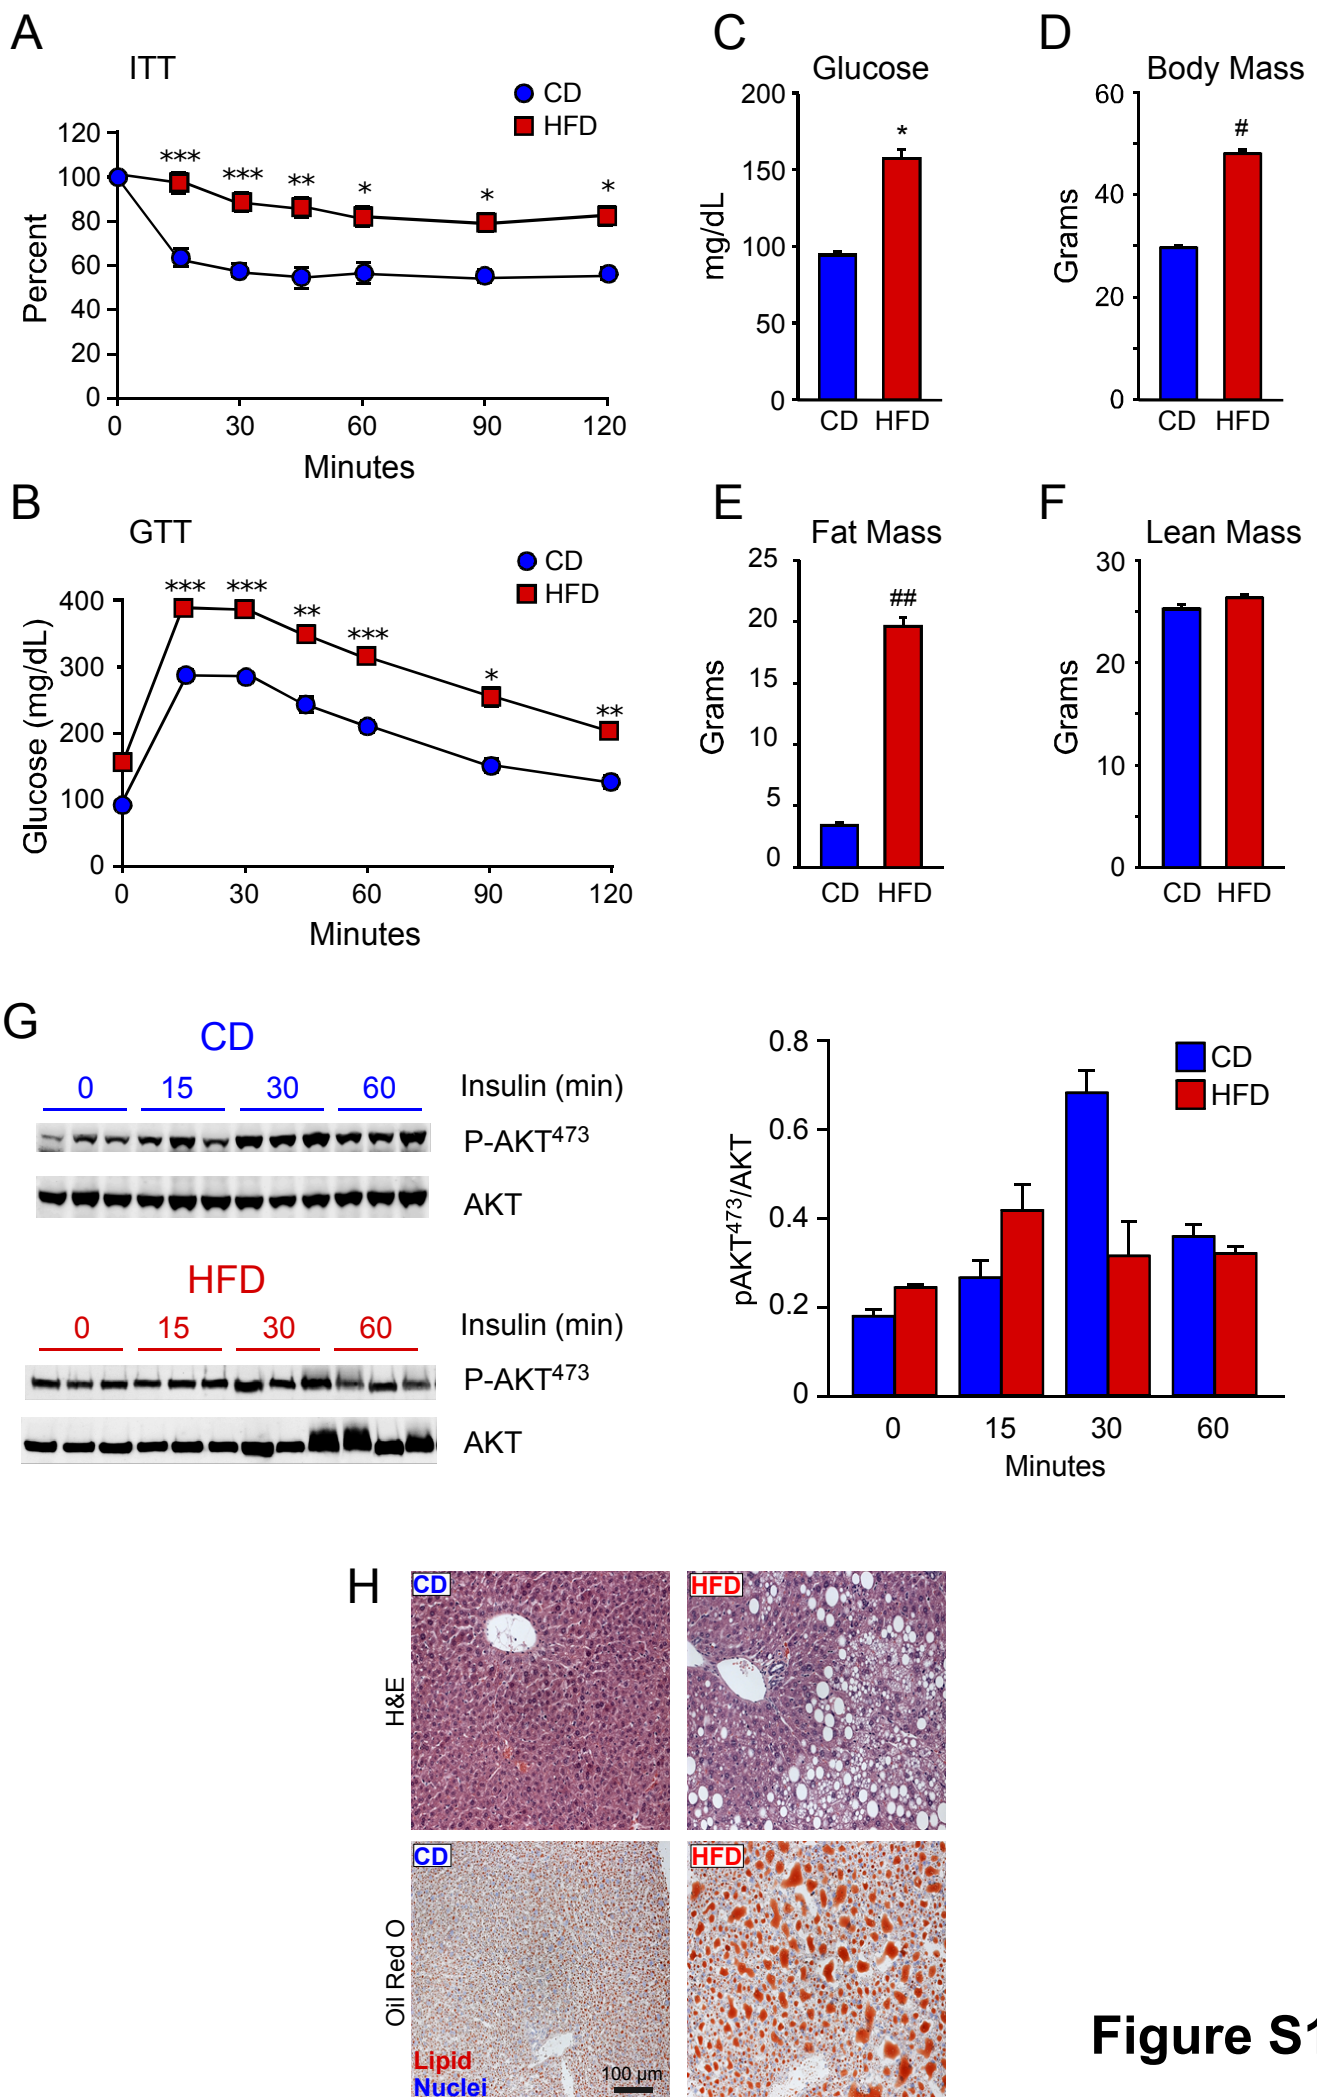 A
ITT
CD
HFD
120
100
80
60
40
20
0
Percent
*** *** ** * * *
0 30 60 90 120
Minutes
B
GTT
CD
HFD
400
300
200
100
0
Glucose (mg/dL)
*** *** ** *** * **
0 30 60 90 120
Minutes
C
Glucose
200
150
100
50
0
mg/dL
*
CD HFD
D
Body Mass
60
40
20
0
Grams
#
CD HFD
E
Fat Mass
25
20
15
10
5
0
Grams
##
CD HFD
F
Lean Mass
30
20
10
0
Grams
CD HFD
G
CD
0 15 30 60 Insulin (min)
P-AKT473
AKT
HFD
0 15 30 60 Insulin (min)
P-AKT473
AKT
0.8
0.6
0.4
0.2
0
pAKT473/AKT
CD
HFD
0 15 30 60
Minutes
H
CD
HFD
H&E
CD
HFD
Oil Red O
Lipid
Nuclei
100 µm
Figure S1